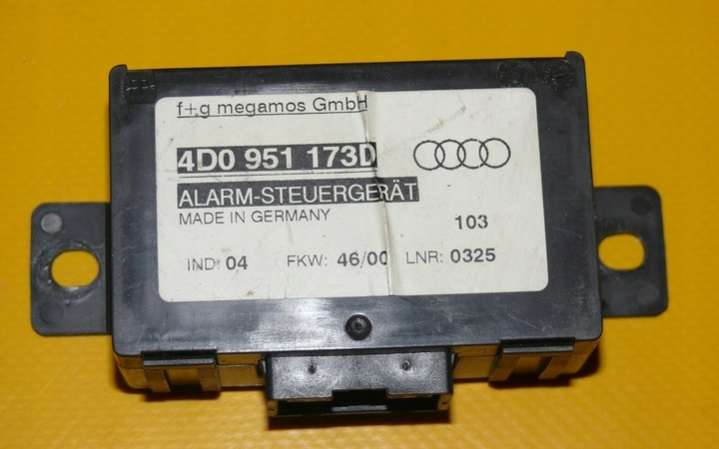 f+g megamos GmbH
4D0 951 173D
ALARM-STEUERGERÄT
MADE IN GERMANY
103
IND: 04 FKW: 46/00 LNR: 0325